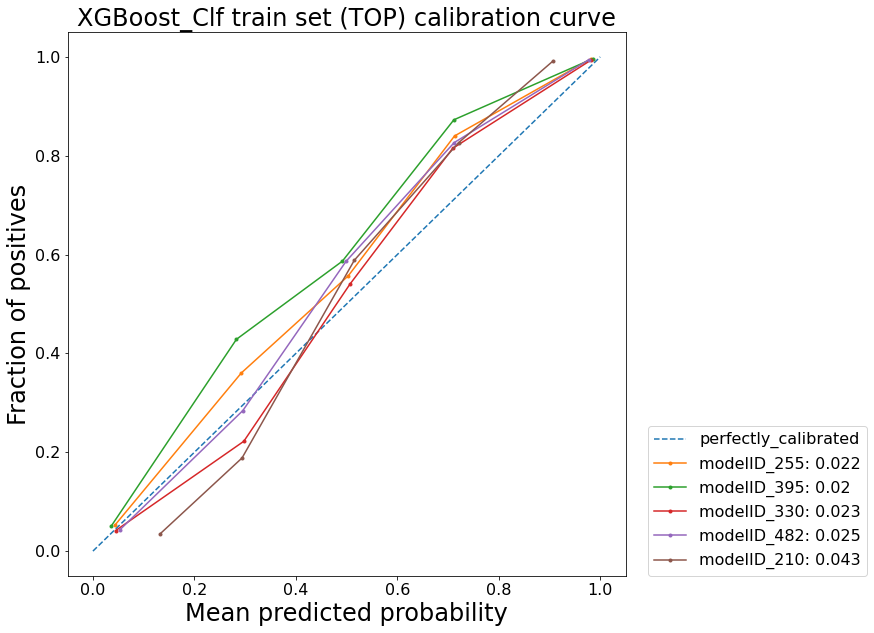 XGBoost_Clf train set (TOP) calibration curve
Fraction of positives
1.0
0.8
0.6
0.4
0.2
0.0
0.0 0.2 0.4 0.6 0.8 1.0
Mean predicted probability
perfectly_calibrated
modelID_255: 0.022
modelID_395: 0.02
modelID_330: 0.023
modelID_482: 0.025
modelID_210: 0.043